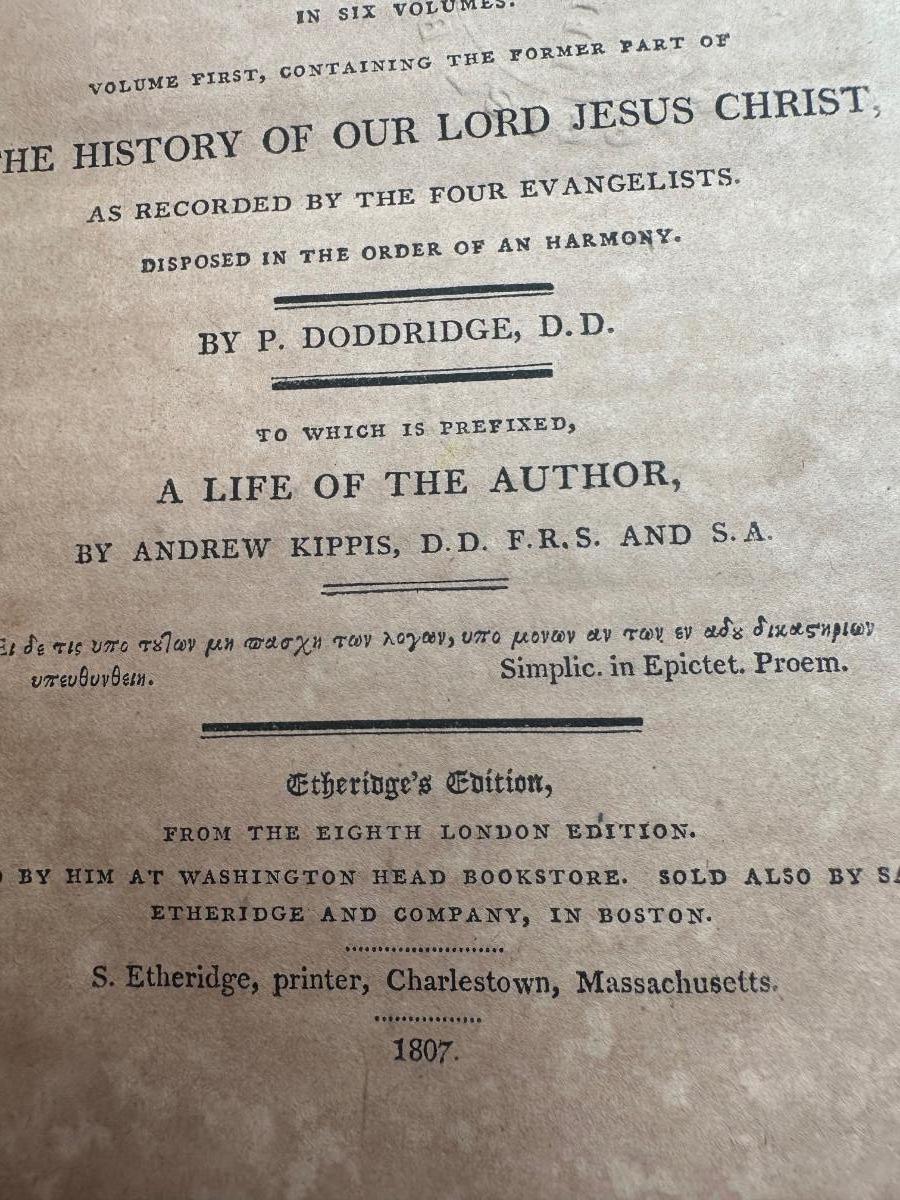 IN SIX VOLUMES.
VOLUME FIRST, CONTAINING THE FORMER PART OF
THE HISTORY OF OUR LORD JESUS CHRIST,
AS RECORDED BY THE FOUR EVANGELISTS.
DISPOSED IN THE ORDER OF AN HARMONY.
BY P. DODDRIDGE, D.D.
TO WHICH IS PREFIXED,
A LIFE OF THE AUTHOR,
BY ANDREW KIPPIS, D.D. F.R.S. AND S.A.
Ει δε τις υπο τȣ́των μη πασχη των λογων, υπο μονων αν των εν αδȣ δικαϛηριων
υπευθυνθειη.
Simplic. in Epictet. Proem.
Etheridge's Edition,
FROM THE EIGHTH LONDON EDITION.
BY HIM AT WASHINGTON HEAD BOOKSTORE. SOLD ALSO BY
ETHERIDGE AND COMPANY, IN BOSTON.
S. Etheridge, printer, Charlestown, Massachusetts.
1807.